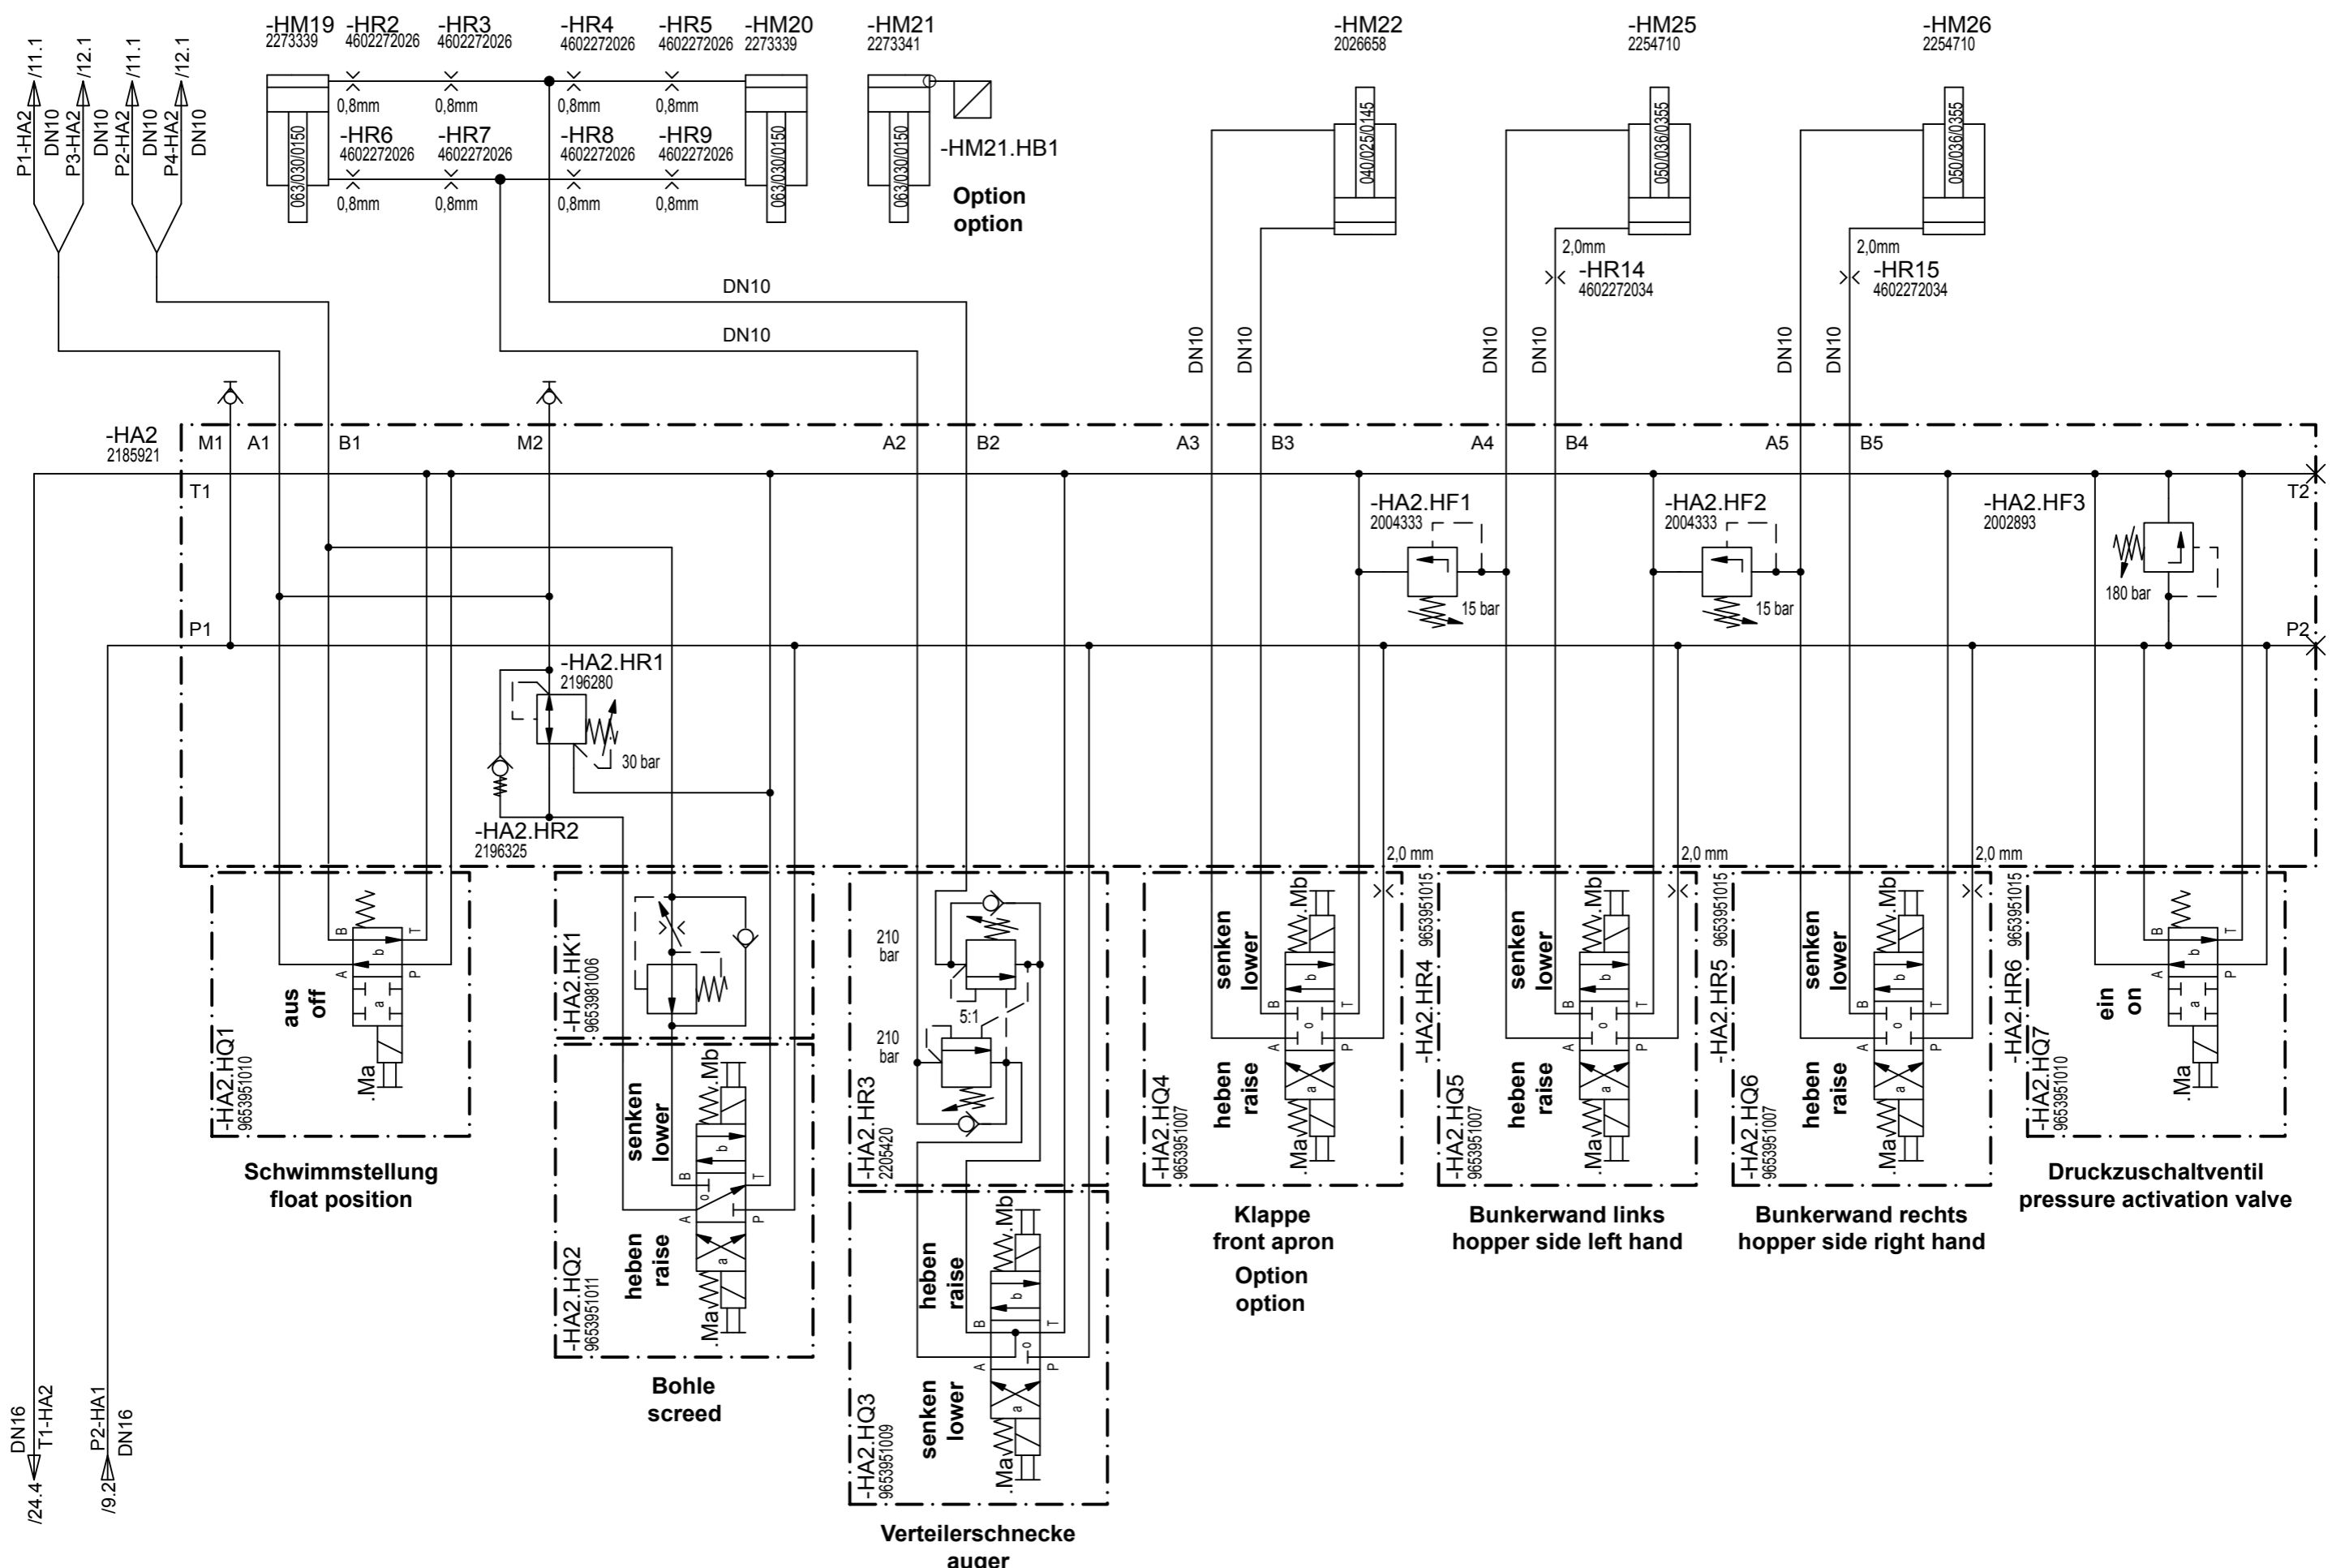 /11.1
/12.1
/11.1
/12.1
P1-HA2
DN10
P3-HA2
DN10
P2-HA2
DN10
P4-HA2
DN10
-HM19
2273339
-HR2
4602272026
-HR3
4602272026
-HR4
4602272026
-HR5
4602272026
-HM20
2273339
-HM21
2273341
-HM22
2026658
-HM25
2254710
-HM26
2254710
0,8mm
0,8mm
0,8mm
0,8mm
-HR6
4602272026
-HR7
4602272026
-HR8
4602272026
-HR9
4602272026
0,8mm
0,8mm
0,8mm
0,8mm
063/030/0150
063/030/0150
063/030/0150
-HM21.HB1
Option
option
040/025/0145
050/036/0355
050/036/0355
2,0mm
-HR14
4602272034
2,0mm
-HR15
4602272034
DN10
DN10
DN10
DN10
DN10
DN10
DN10
DN10
-HA2
2185921
M1
A1
B1
M2
A2
B2
A3
B3
A4
B4
A5
B5
T1
T2
-HA2.HF1
2004333
15 bar
-HA2.HF2
2004333
15 bar
-HA2.HF3
2002893
180 bar
P1
P2
-HA2.HR1
2196280
30 bar
-HA2.HR2
2196325
2,0 mm
2,0 mm
2,0 mm
-HA2.HQ1
9653951010
aus
off
B
T
b
A
P
a
.Ma
Schwimmstellung
float position
-HA2.HK1
9653981006
-HA2.HQ2
9653951011
senken
lower
heben
raise
.Mb
b
B
T
o
A
P
a
.Ma
Bohle
screed
210
bar
5:1
210
bar
-HA2.HR3
2205420
-HA2.HQ3
9653951009
heben
raise
senken
lower
.Mb
b
B
T
o
A
P
a
.Ma
Verteilerschnecke
auger
-HA2.HQ4
9653951007
senken
lower
heben
raise
.Mb
b
B
T
o
A
P
a
.Ma
-HA2.HR4
9653951015
Klappe
front apron
Option
option
-HA2.HQ5
9653951007
senken
lower
heben
raise
.Mb
b
B
T
o
A
P
a
.Ma
-HA2.HR5
9653951015
Bunkerwand links
hopper side left hand
-HA2.HQ6
9653951007
senken
lower
heben
raise
.Mb
b
B
T
o
A
P
a
.Ma
-HA2.HR6
9653951015
Bunkerwand rechts
hopper side right hand
-HA2.HQ7
9653951010
ein
on
B
T
b
A
P
a
.Ma
Druckzuschaltventil
pressure activation valve
DN16
T1-HA2
P2-HA1
DN16
/24.4
/9.2